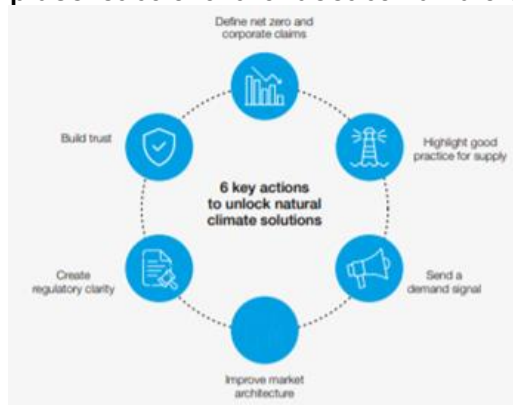 Define net zero and
corporate claims
Build trust
Highlight good
practice for supply
6 key actions
to unlock natural
climate solutions
Create
regulatory clarity
Send a
demand signal
Improve market
architecture